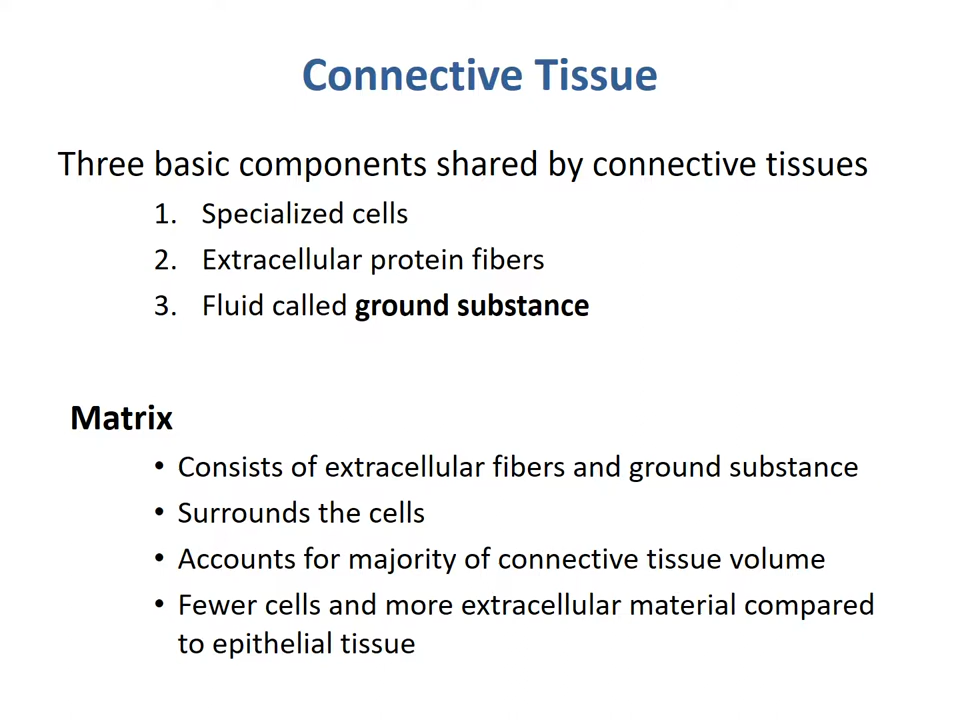 Connective Tissue
Three basic components shared by connective tissues
1. Specialized cells
2. Extracellular protein fibers
3. Fluid called ground substance
Matrix
• Consists of extracellular fibers and ground substance
• Surrounds the cells
• Accounts for majority of connective tissue volume
• Fewer cells and more extracellular material compared
to epithelial tissue